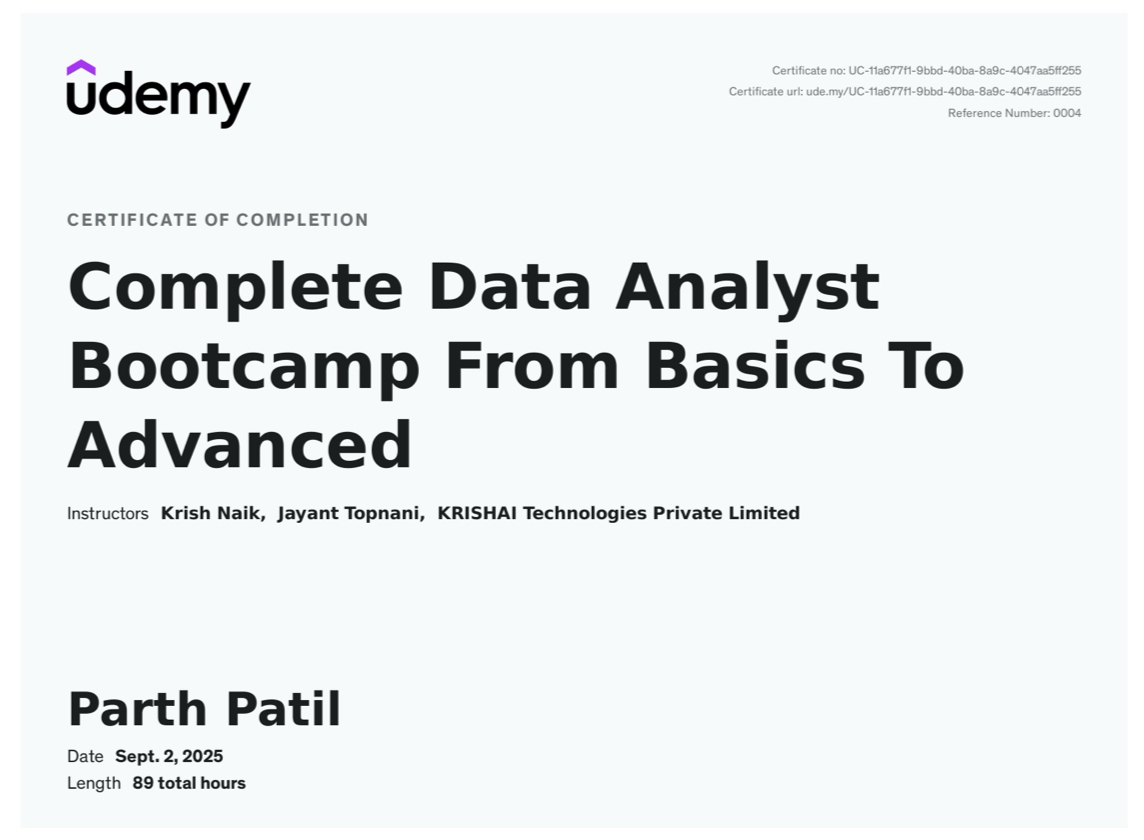 udemy
Certificate no: UC-11a677f1-9bbd-40ba-8a9c-4047aa5ff255
Certificate url: ude.my/UC-11a677f1-9bbd-40ba-8a9c-4047aa5ff255
Reference Number: 0004
CERTIFICATE OF COMPLETION
Complete Data Analyst
Bootcamp From Basics To
Advanced
Instructors Krish Naik, Jayant Topnani, KRISHAI Technologies Private Limited
Parth Patil
Date Sept. 2, 2025
Length 89 total hours